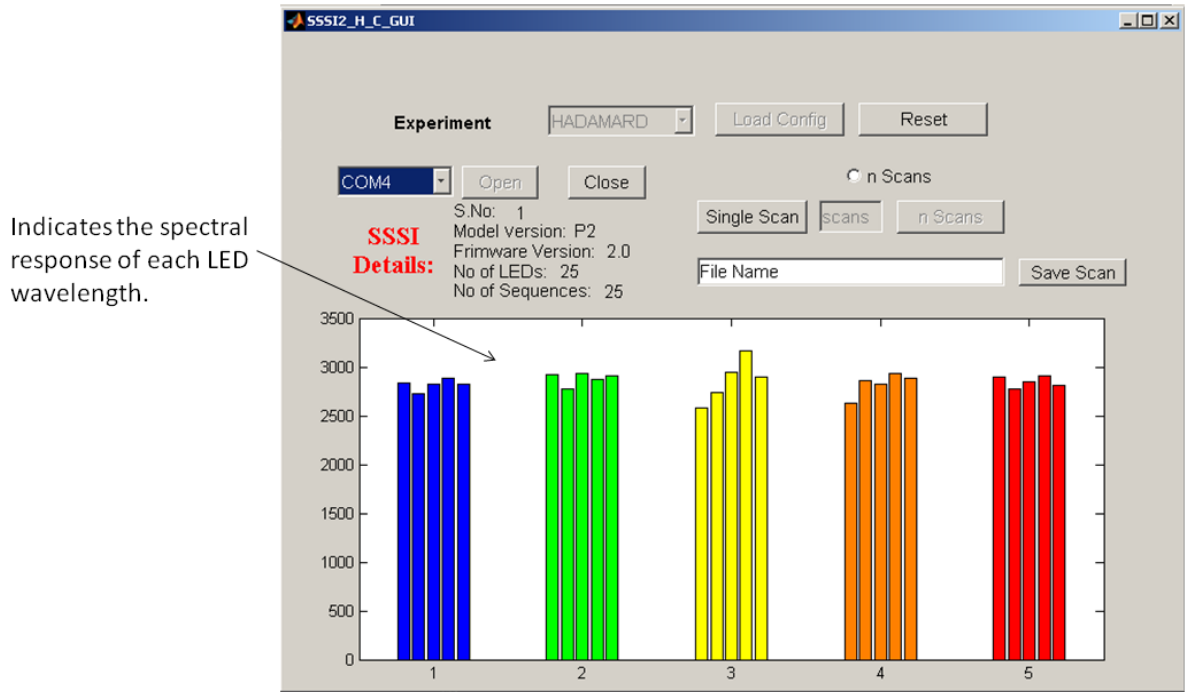 SSSI2_H_C_GUI
Experiment HADAMARD Load Config Reset
COM4 Open Close n Scans
Single Scan scans n Scans
SSSI
Details:
S.No: 1
Model version: P2
Frimware Version: 2.0
No of LEDs: 25
No of Sequences: 25
File Name Save Scan
Indicates the spectral
response of each LED
wavelength.
3500
3000
2500
2000
1500
1000
500
0
1 2 3 4 5